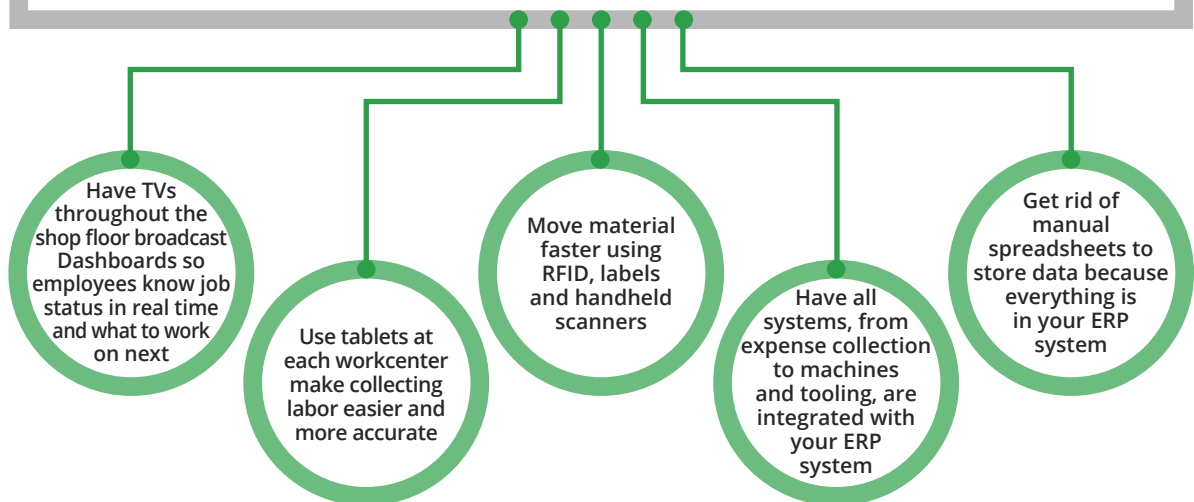 Have TVs
throughout the
shop floor broadcast
Dashboards so
employees know job
status in real time
and what to work
on next
Use tablets at
each workcenter
make collecting
labor easier and
more accurate
Move material
faster using
RFID, labels
and handheld
scanners
Have all
systems, from
expense collection
to machines
and tooling, are
integrated with
your ERP
system
Get rid of
manual
spreadsheets to
store data because
everything is
in your ERP
system